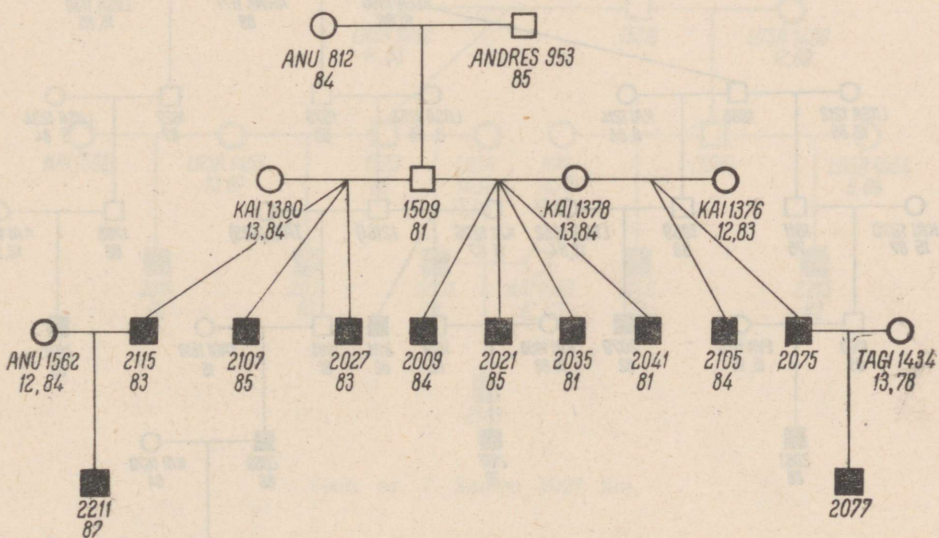 ANU 812 ANDRES 953
84 85
KAI 1380 1509 KAI 1378 KAI 1376
13,84 81 13,84 12,83
ANU 1562 2115 2107 2027 2009 2021 2035 2041 2105 2075 TAGI 1434
12,84 83 85 83 84 85 81 81 84 13,78
2211 2077
87